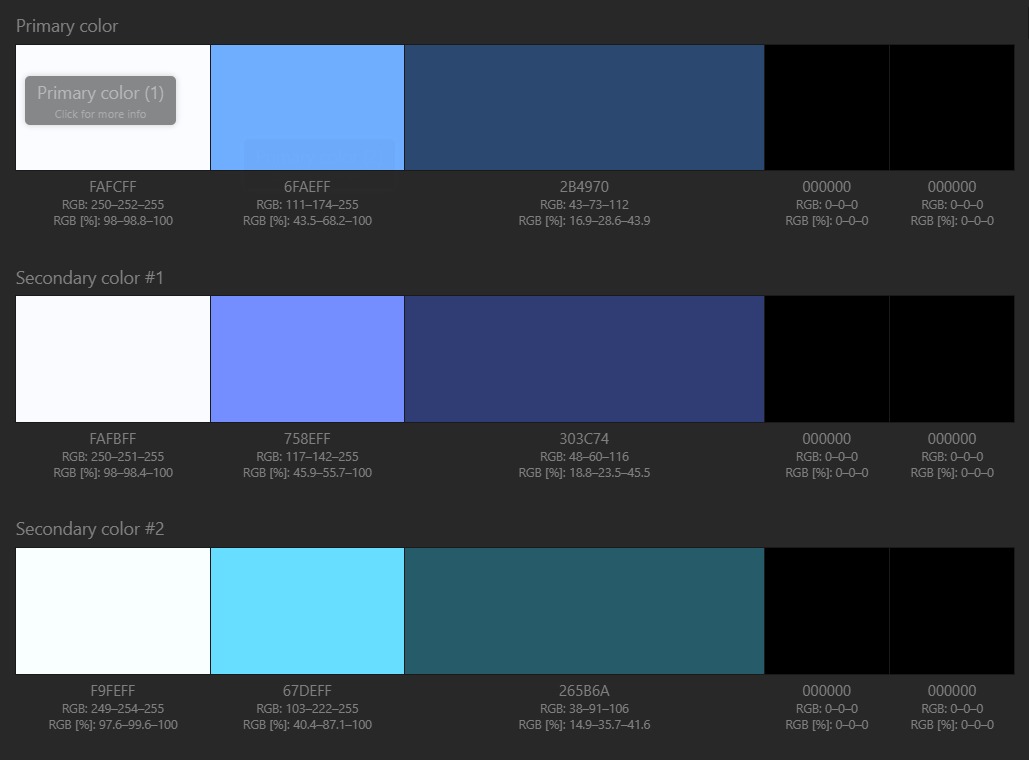 Primary color
Primary color (1)
Click for more info
FAFCFF 6FAEFF 2B4970 000000 000000
RGB: 250–252–255 RGB: 111–174–255 RGB: 43–73–112 RGB: 0–0–0 RGB: 0–0–0
RGB [%]: 98–98.8–100 RGB [%]: 43.5–68.2–100 RGB [%]: 16.9–28.6–43.9 RGB [%]: 0–0–0 RGB [%]: 0–0–0
Secondary color #1
FAFBFF 758EFF 303C74 000000 000000
RGB: 250–251–255 RGB: 117–142–255 RGB: 48–60–116 RGB: 0–0–0 RGB: 0–0–0
RGB [%]: 98–98.4–100 RGB [%]: 45.9–55.7–100 RGB [%]: 18.8–23.5–45.5 RGB [%]: 0–0–0 RGB [%]: 0–0–0
Secondary color #2
F9FEFF 67DEFF 265B6A 000000 000000
RGB: 249–254–255 RGB: 103–222–255 RGB: 38–91–106 RGB: 0–0–0 RGB: 0–0–0
RGB [%]: 97.6–99.6–100 RGB [%]: 40.4–87.1–100 RGB [%]: 14.9–35.7–41.6 RGB [%]: 0–0–0 RGB [%]: 0–0–0